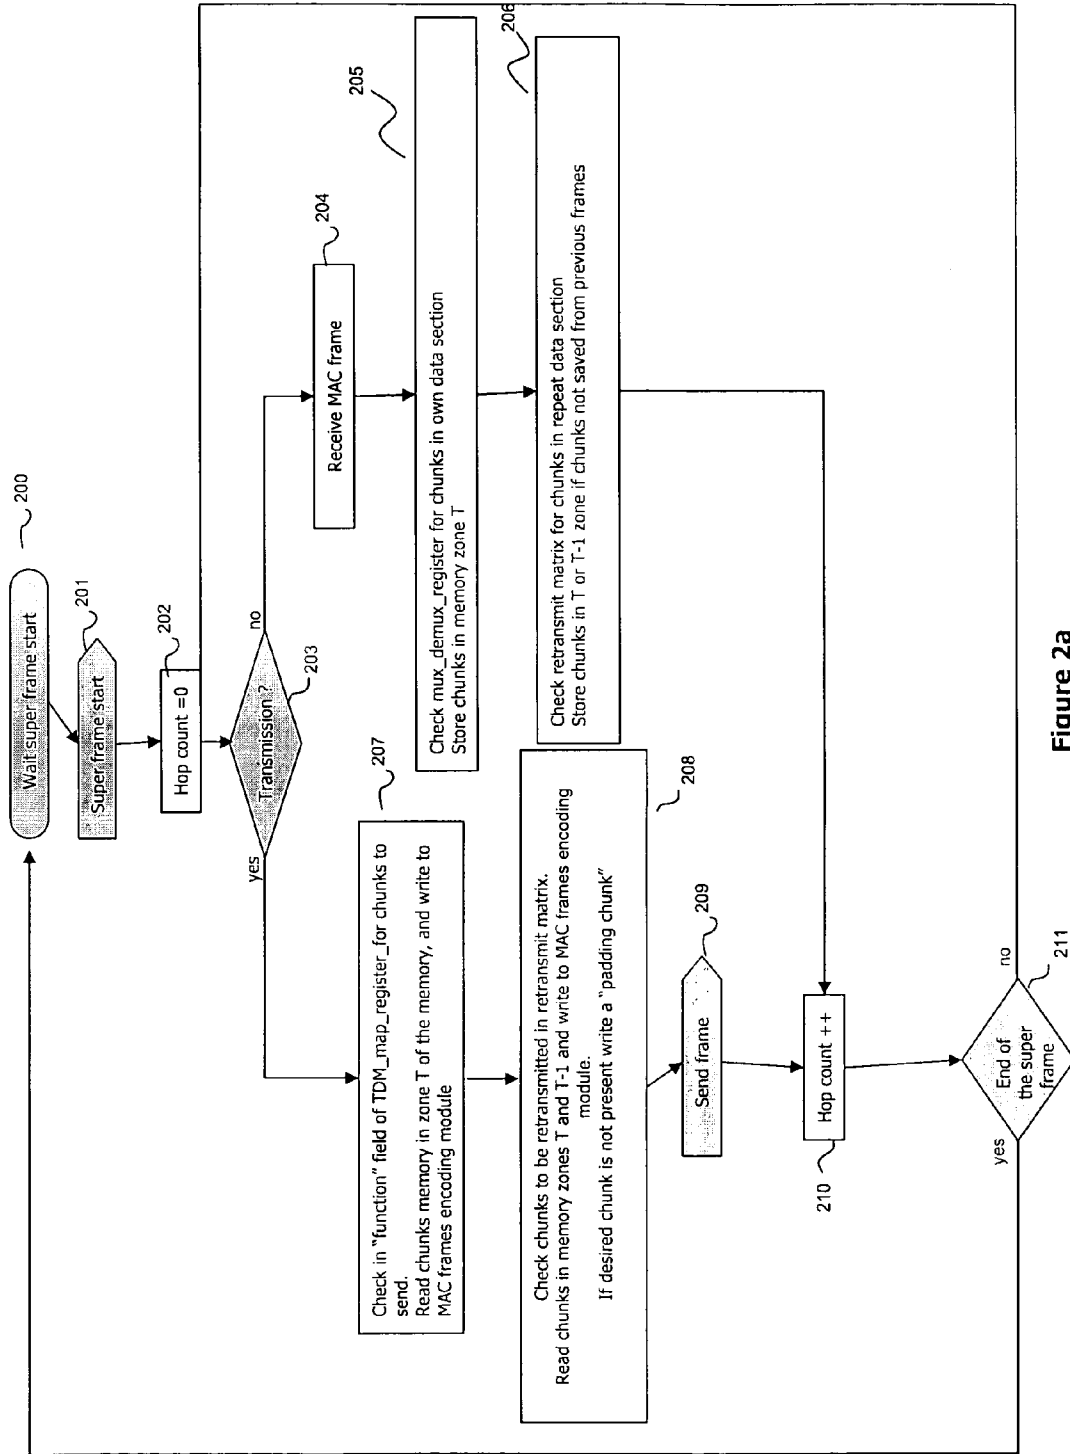 Wait super frame start
200
Super frame start
201
Hop count =0
202
Transmission ?
203
yes
no
Receive MAC frame
204
Check mux_demux_register for chunks in own data section
Store chunks in memory zone T
205
Check retransmit matrix for chunks in repeat data section
Store chunks in T or T-1 zone if chunks not saved from previous frames
206
Check in "function" field of TDM_map_register_for chunks to
send.
Read chunks memory in zone T of the memory, and write to
MAC frames encoding module
207
Check chunks to be retransmitted in retransmit matrix.
Read chunks in memory zones T and T-1 and write to MAC frames encoding
module.
If desired chunk is not present write a "padding chunk"
208
Send frame
209
Hop count ++
210
End of
the super
frame
211
yes
no
Figure 2a